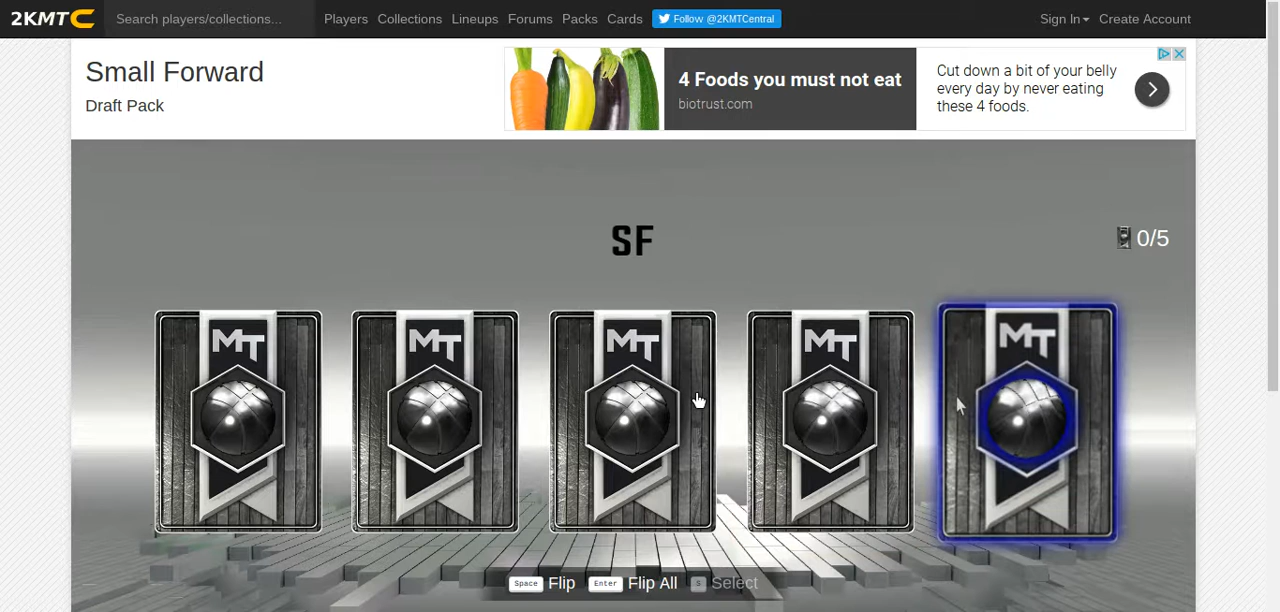 2KMTC Search players/collections... Players Collections Lineups Forums Packs Cards Follow @2KMTCentral Sign In Create Account
Small Forward
Draft Pack
4 Foods you must not eat
biotrust.com
Cut down a bit of your belly
every day by never eating
these 4 foods.
SF
0/5
MT MT MT MT MT
Space Flip Enter Flip All S Select